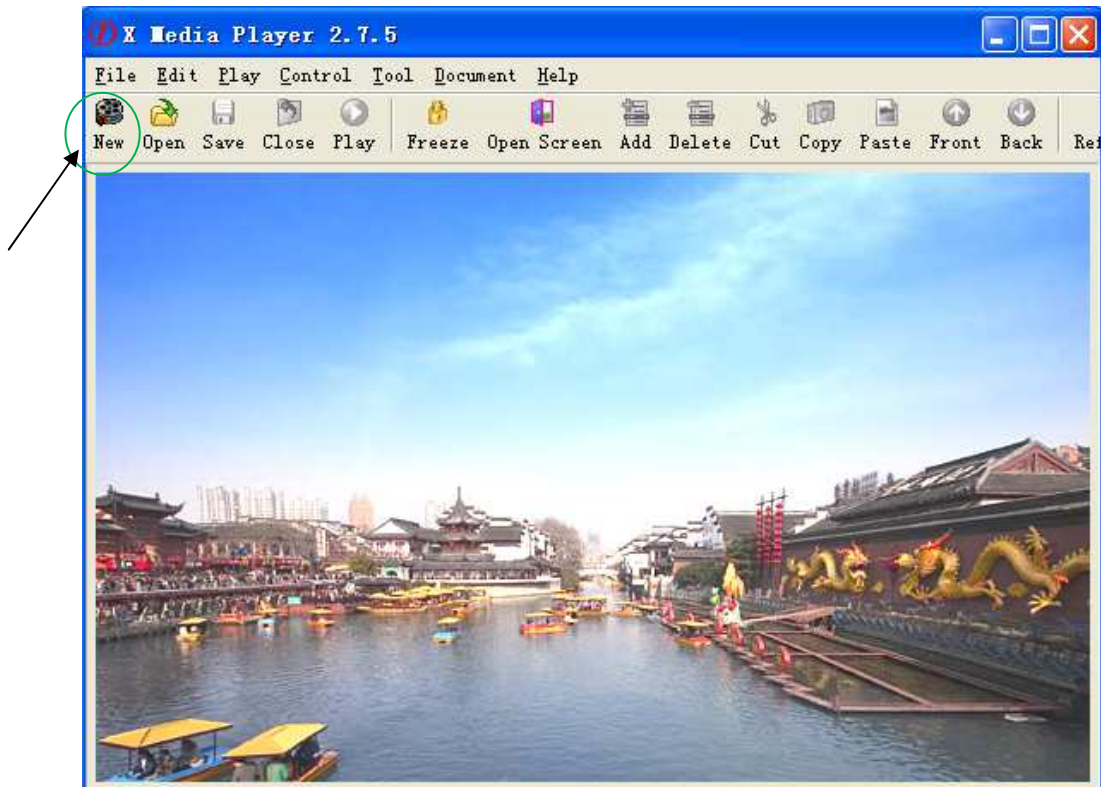 X Media Player 2.7.5
File Edit Play Control Tool Document Help
New Open Save Close Play Freeze Open Screen Add Delete Cut Copy Paste Front Back Ref